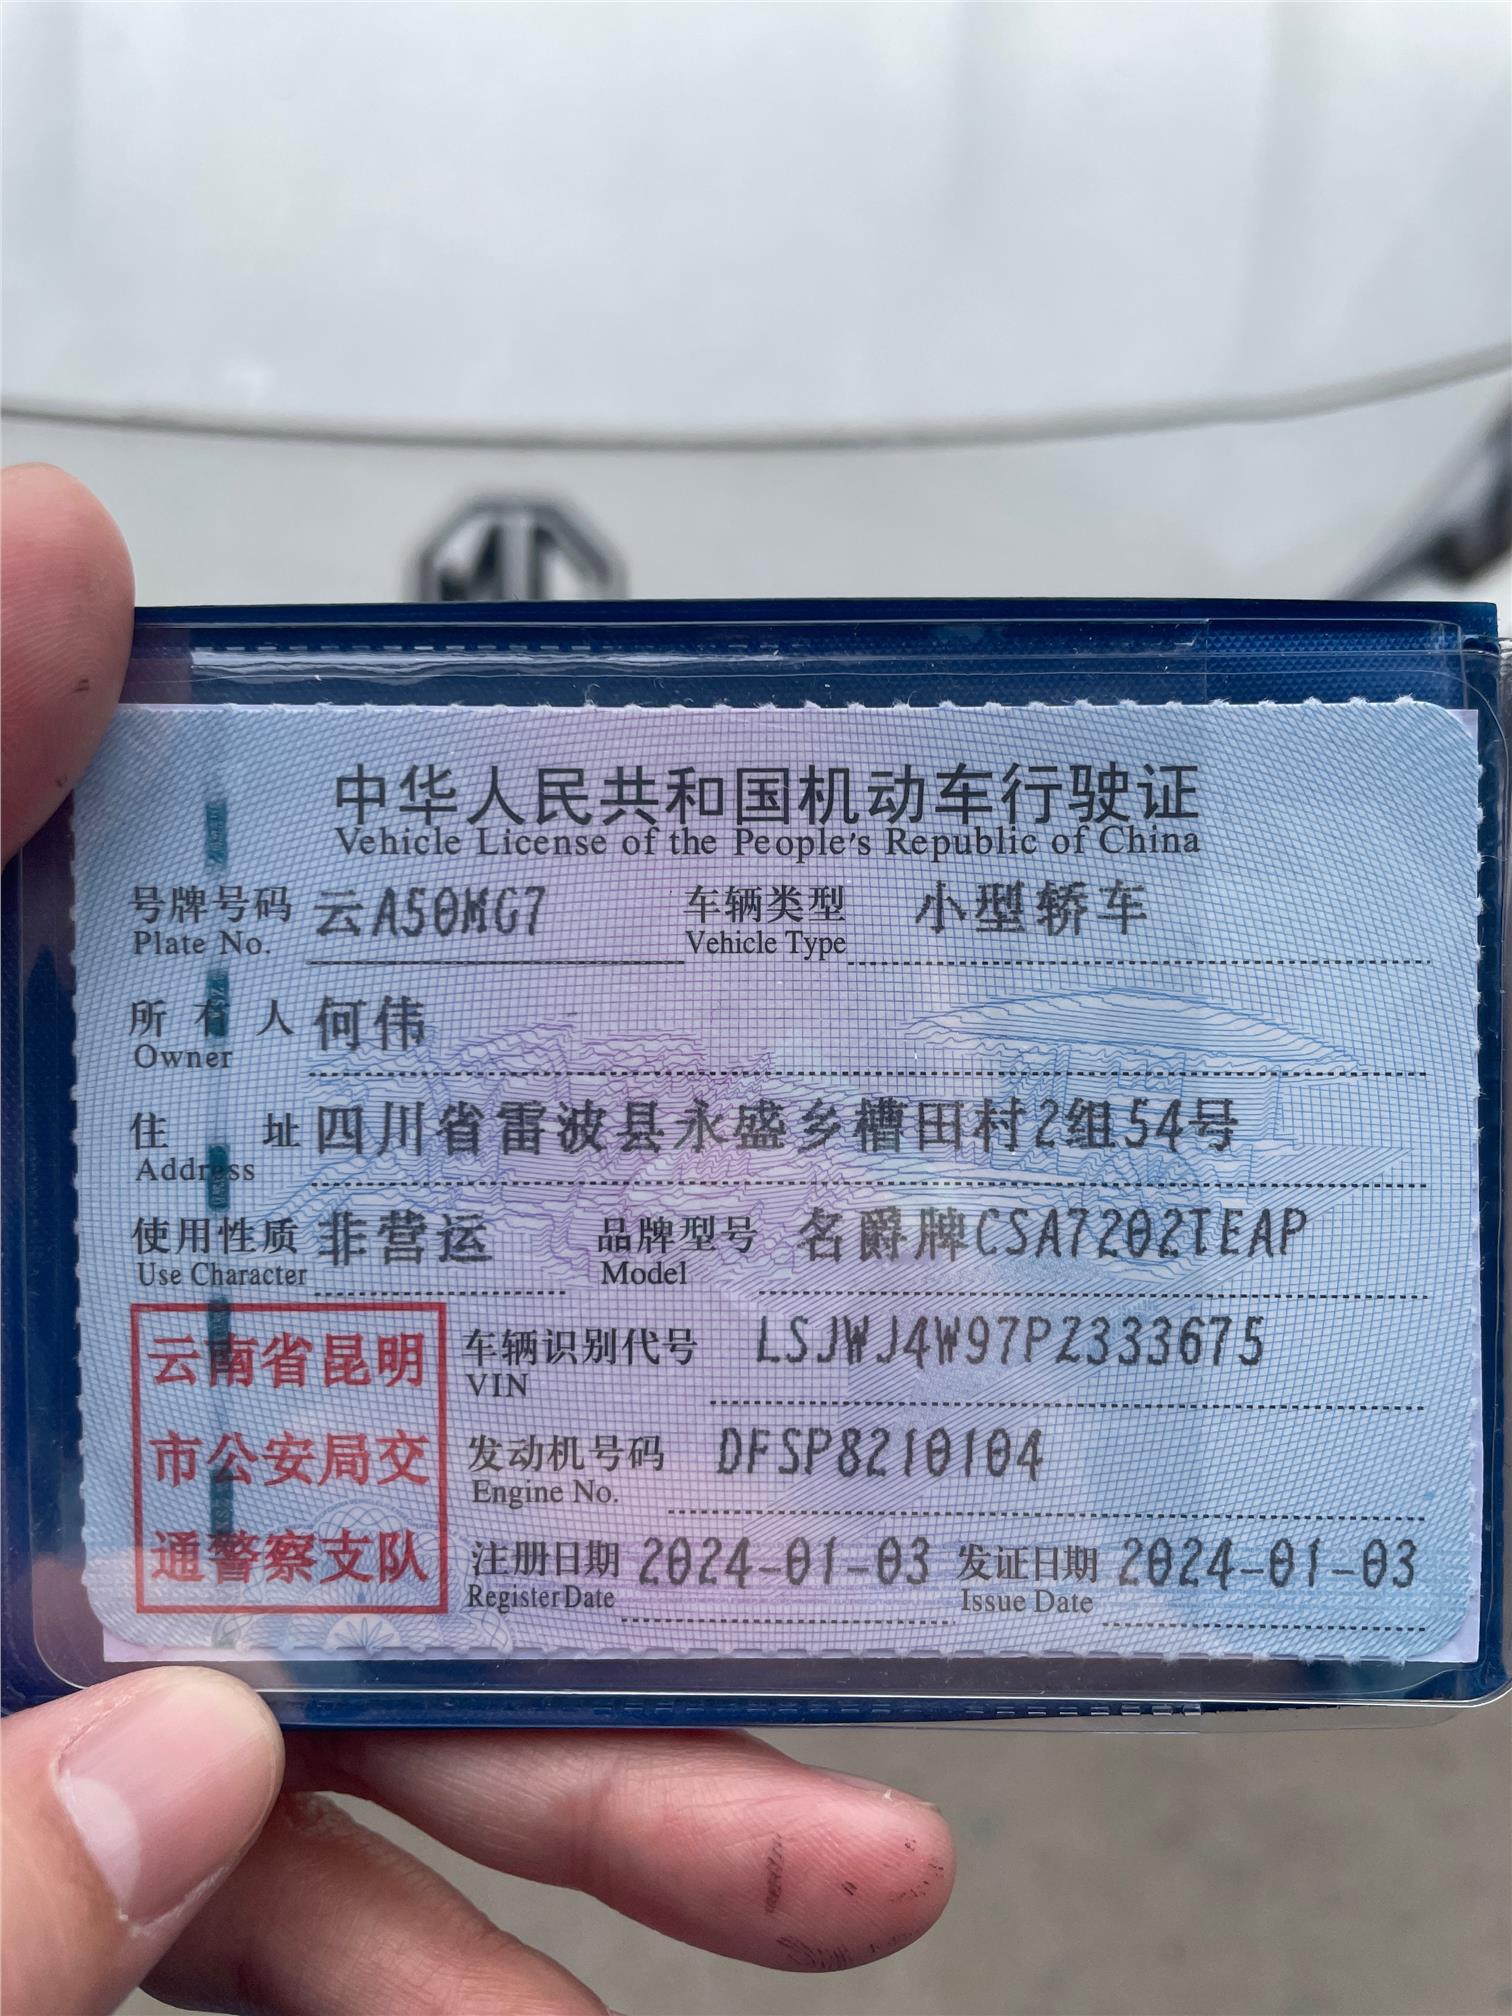 中华人民共和国机动车行驶证
Vehicle License of the People's Republic of China
号牌号码 云A50MG7 车辆类型 小型轿车
Plate No. Vehicle Type
所有人 何伟
Owner
住址 四川省雷波县永盛乡槽田村2组54号
Address
使用性质 非营运 品牌型号 名爵牌CSA7202TEAP
Use Character Model
云南省昆明
市公安局交
通警察支队
车辆识别代号 LSJWJ4W97PZ333675
VIN
发动机号码 DFSP8210104
Engine No.
注册日期 2024-01-03 发证日期 2024-01-03
Register Date Issue Date